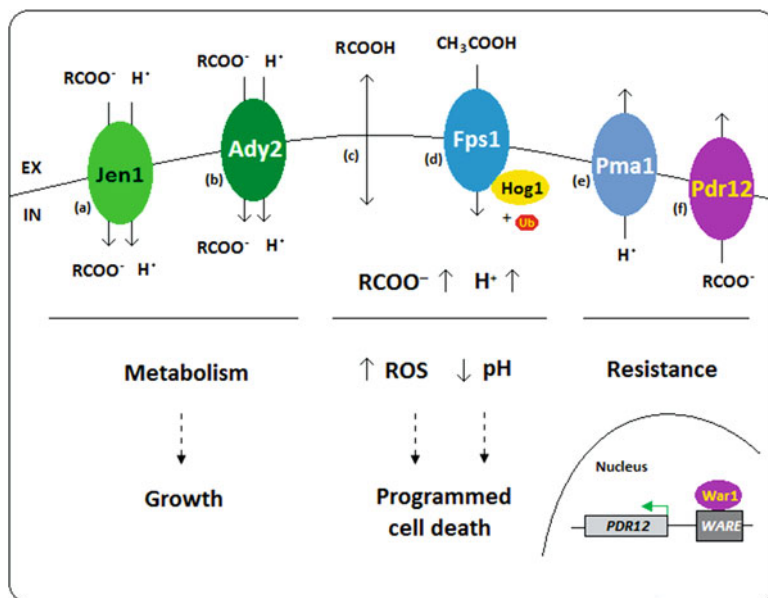 RCOO⁻ H⁺
RCOO⁻ H⁺
RCOOH
CH₃COOH
EX
IN
Jen1
(a)
Ady2
(b)
(c)
Fps1
(d)
Hog1
+ Ub
Pma1
(e)
Pdr12
(f)
RCOO⁻ H⁺
RCOO⁻ H⁺
H⁺
RCOO⁻
RCOO⁻ ↑ H⁺ ↑
Metabolism
Growth
↑ ROS ↓ pH
Programmed
cell death
Resistance
Nucleus
War1
PDR12
WARE